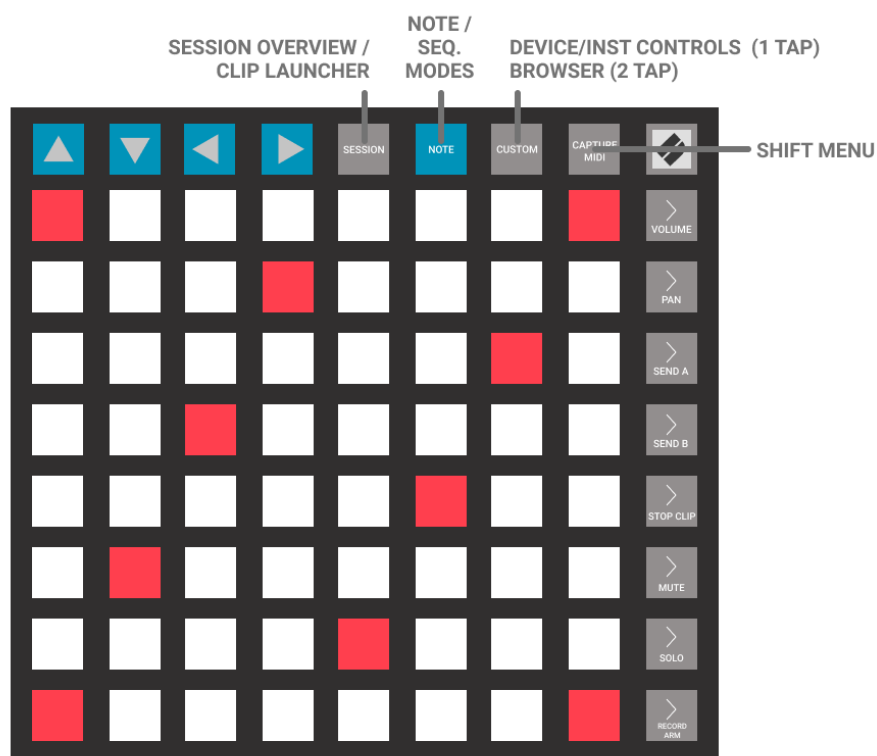 SESSION OVERVIEW /
CLIP LAUNCHER
NOTE /
SEQ.
MODES
DEVICE/INST CONTROLS (1 TAP)
BROWSER (2 TAP)
SESSION
NOTE
CUSTOM
CAPTURE
MIDI
SHIFT MENU
VOLUME
PAN
SEND A
SEND B
STOP CLIP
MUTE
SOLO
RECORD
ARM